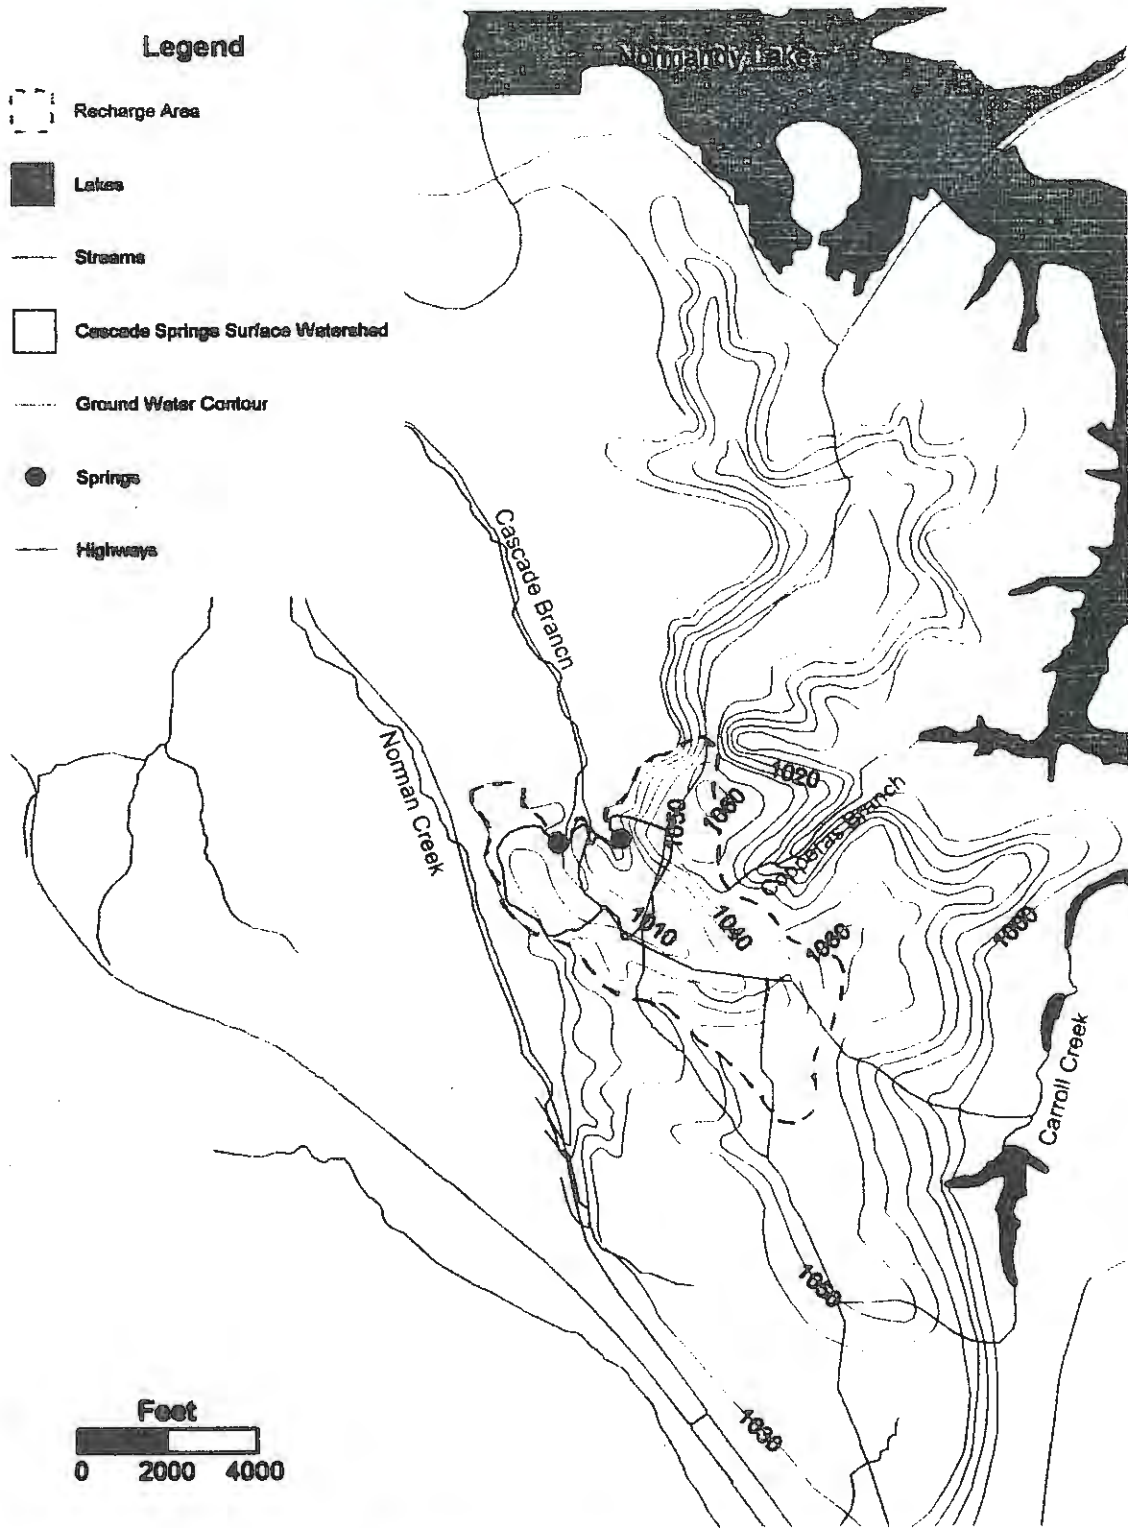 Legend
Recharge Area
Lakes
Streams
Cascade Springs Surface Watershed
Ground Water Contour
Springs
Highways
Normandy Lake
Cascade Branch
Norman Creek
1020
Copperas Branch
1050
1060
1010
1040
1060
1000
Carroll Creek
1050
1030
Feet
0 2000 4000